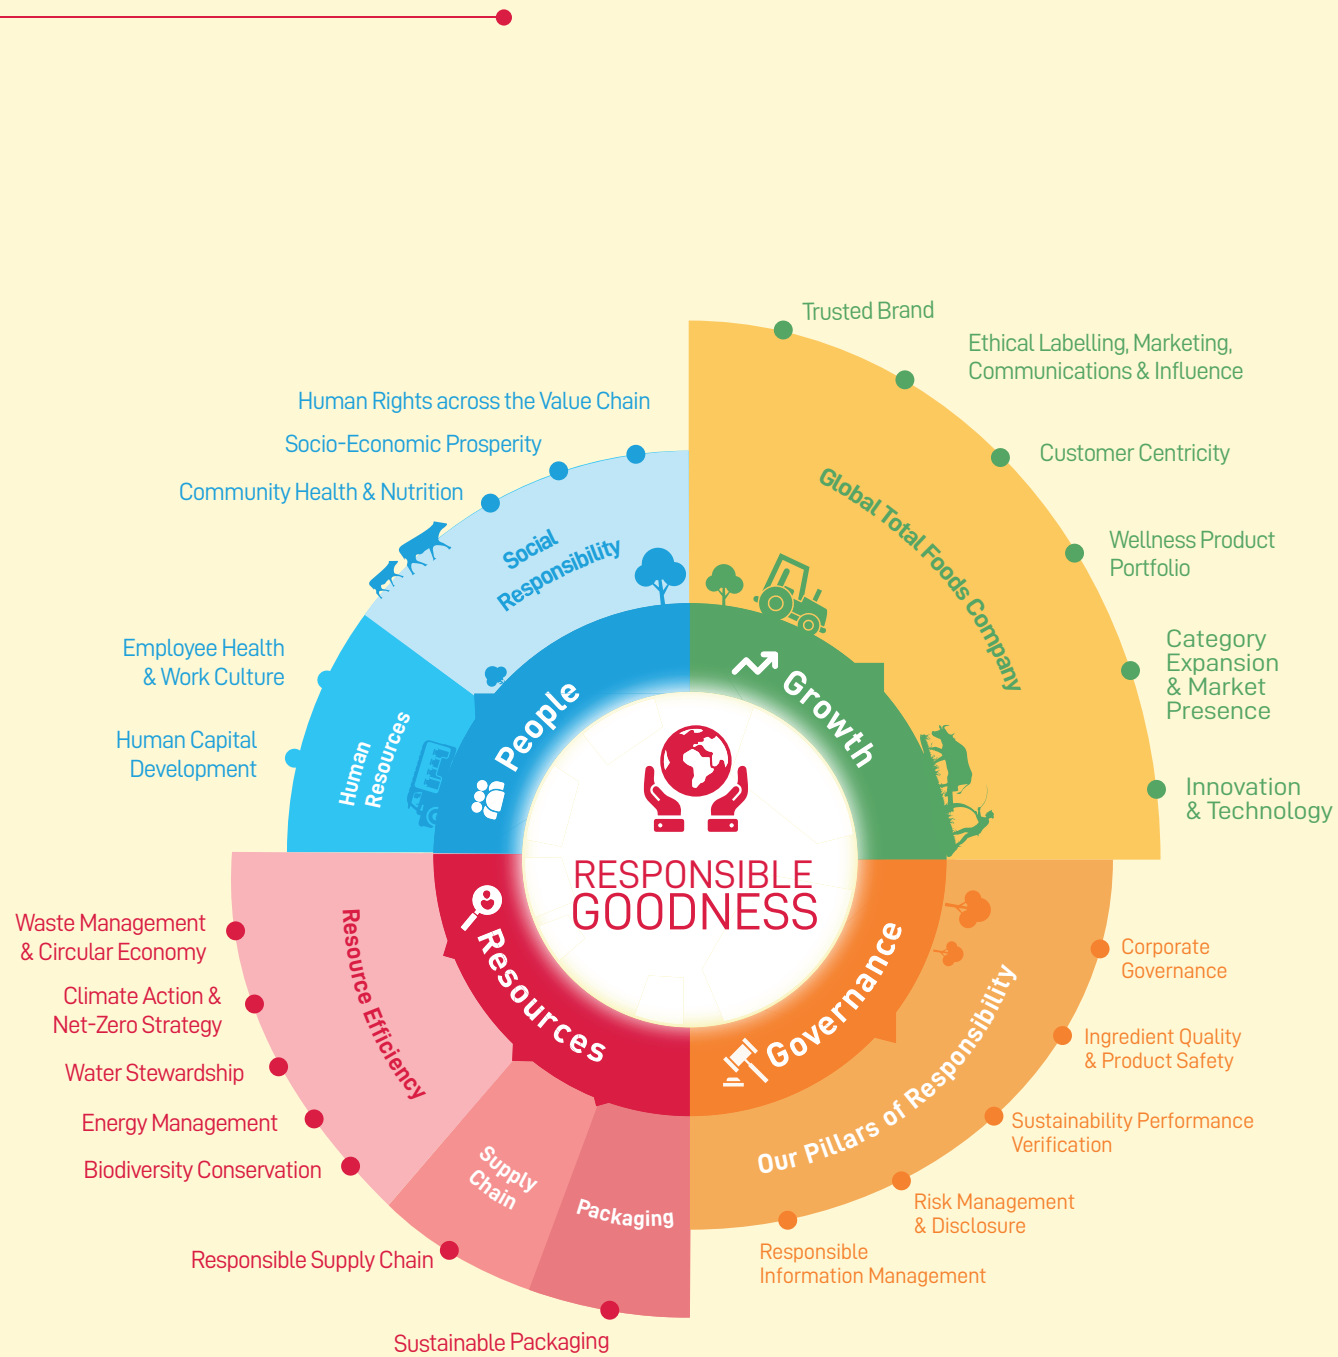 Trusted Brand
Ethical Labelling, Marketing,
Communications & Influence
Customer Centricity
Wellness Product
Portfolio
Category
Expansion
& Market
Presence
Innovation
& Technology
Global Total Foods Company
Growth
Human Rights across the Value Chain
Socio-Economic Prosperity
Community Health & Nutrition
Employee Health
& Work Culture
Human Capital
Development
Social
Responsibility
Human
Resources
People
RESPONSIBLE
GOODNESS
Resources
Resource Efficiency
Supply
Chain
Packaging
Waste Management
& Circular Economy
Climate Action &
Net-Zero Strategy
Water Stewardship
Energy Management
Biodiversity Conservation
Responsible Supply Chain
Sustainable Packaging
Governance
Our Pillars of Responsibility
Corporate
Governance
Ingredient Quality
& Product Safety
Sustainability Performance
Verification
Risk Management
& Disclosure
Responsible
Information Management